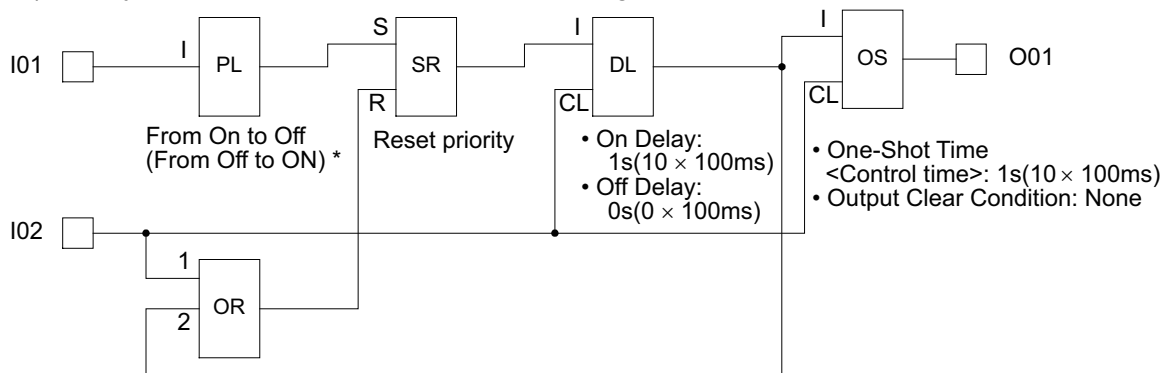 I01
I
PL
From On to Off
(From Off to ON) *
S
R
SR
Reset priority
I
CL
DL
• On Delay:
1s(10 × 100ms)
• Off Delay:
0s(0 × 100ms)
I
CL
OS
O01
• One-Shot Time
<Control time>: 1s(10 × 100ms)
• Output Clear Condition: None
I02
1
2
OR